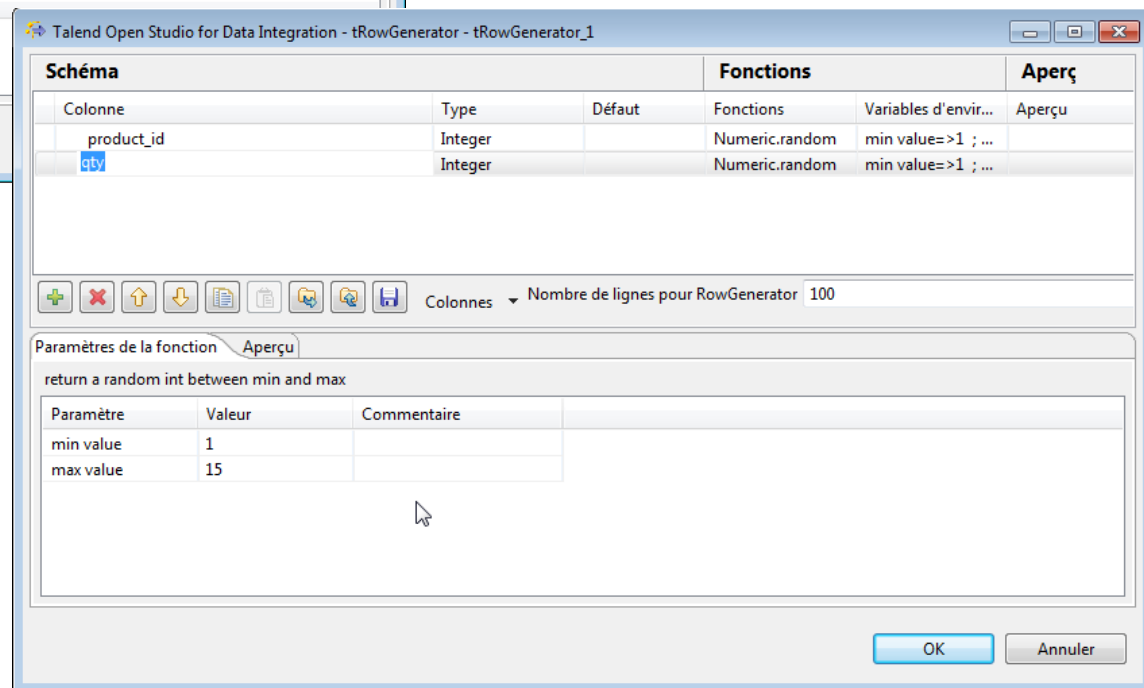 Talend Open Studio for Data Integration - tRowGenerator - tRowGenerator_1
Schéma Fonctions Aperç
Colonne Type Défaut Fonctions Variables d'envir... Aperçu
product_id Integer Numeric.random min value=>1 ; ...
qty Integer Numeric.random min value=>1 ; ...
Colonnes Nombre de lignes pour RowGenerator 100
Paramètres de la fonction Aperçu
return a random int between min and max
Paramètre Valeur Commentaire
min value 1
max value 15
OK Annuler